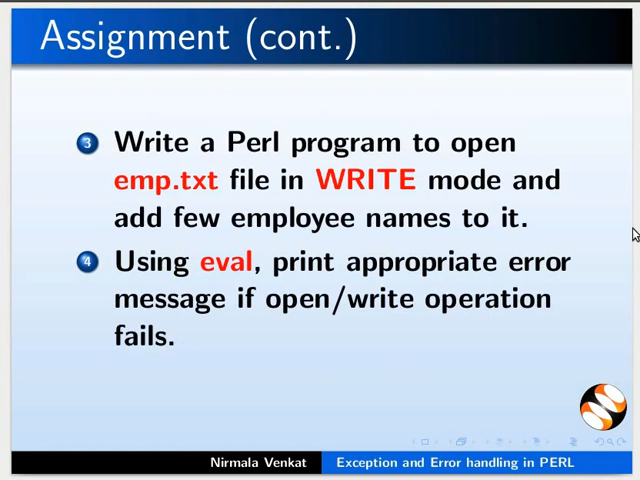 Assignment (cont.)
3 Write a Perl program to open
emp.txt file in WRITE mode and
add few employee names to it.
4 Using eval, print appropriate error
message if open/write operation
fails.
Nirmala Venkat Exception and Error handling in PERL